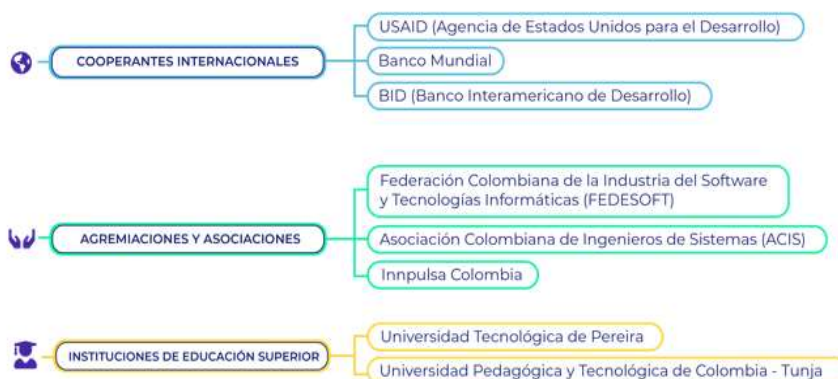 COOPERANTES INTERNACIONALES
USAID (Agencia de Estados Unidos para el Desarrollo)
Banco Mundial
BID (Banco Interamericano de Desarrollo)
AGREMIACIONES Y ASOCIACIONES
Federación Colombiana de la Industria del Software
y Tecnologías Informáticas (FEDESOFT)
Asociación Colombiana de Ingenieros de Sistemas (ACIS)
Innpulsa Colombia
INSTITUCIONES DE EDUCACIÓN SUPERIOR
Universidad Tecnológica de Pereira
Universidad Pedagógica y Tecnológica de Colombia - Tunja